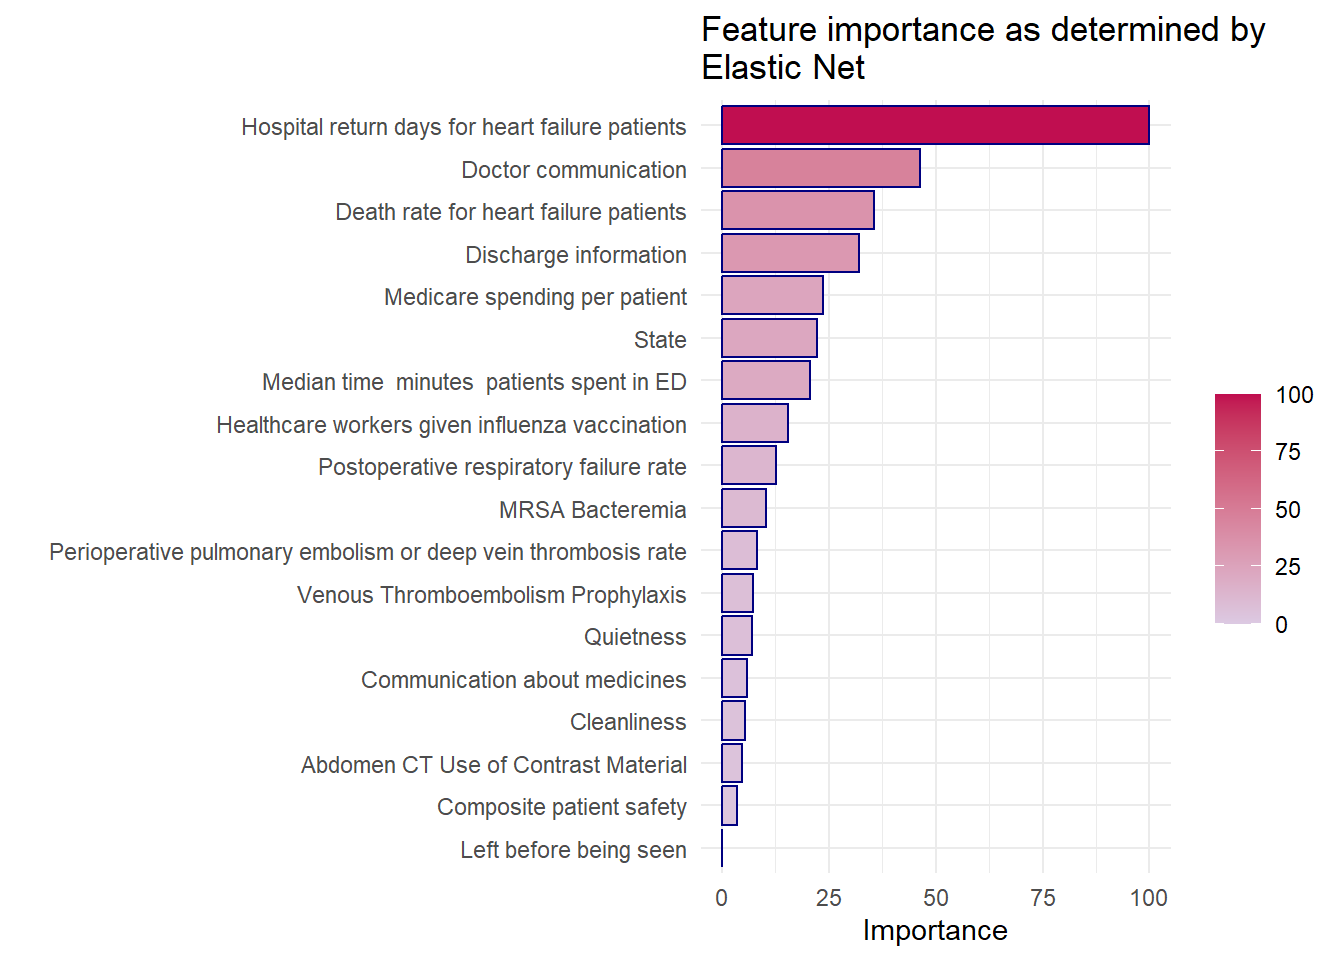 Feature importance as determined by
Elastic Net
Hospital return days for heart failure patients
Doctor communication
Death rate for heart failure patients
Discharge information
Medicare spending per patient
State
Median time  minutes  patients spent in ED
Healthcare workers given influenza vaccination
Postoperative respiratory failure rate
MRSA Bacteremia
Perioperative pulmonary embolism or deep vein thrombosis rate
Venous Thromboembolism Prophylaxis
Quietness
Communication about medicines
Cleanliness
Abdomen CT Use of Contrast Material
Composite patient safety
Left before being seen
0 25 50 75 100
Importance
100
75
50
25
0